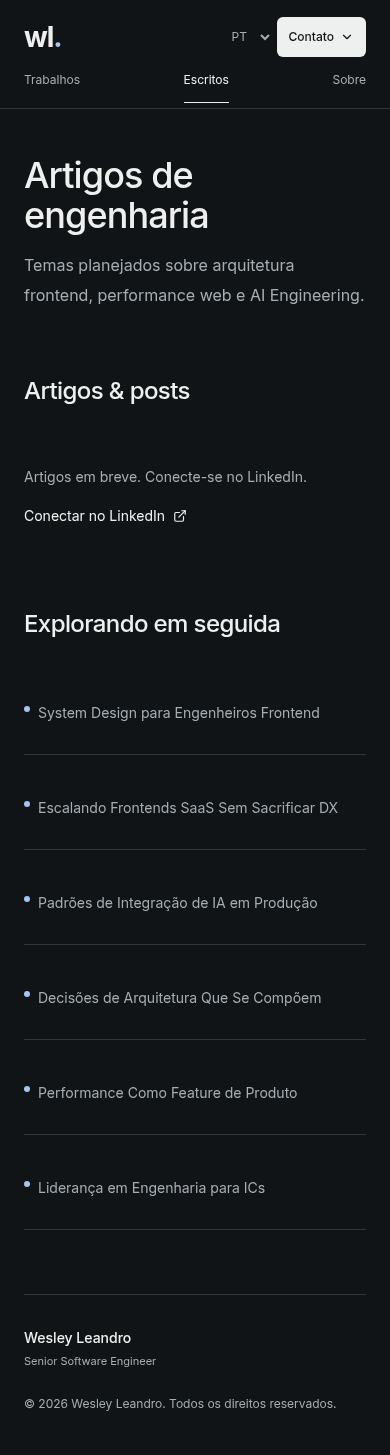 wl.
PT
Contato
Trabalhos
Escritos
Sobre
Artigos de
engenharia
Temas planejados sobre arquitetura
frontend, performance web e AI Engineering.
Artigos & posts
Artigos em breve. Conecte-se no LinkedIn.
Conectar no LinkedIn
Explorando em seguida
System Design para Engenheiros Frontend
Escalando Frontends SaaS Sem Sacrificar DX
Padrões de Integração de IA em Produção
Decisões de Arquitetura Que Se Compõem
Performance Como Feature de Produto
Liderança em Engenharia para ICs
Wesley Leandro
Senior Software Engineer
© 2026 Wesley Leandro. Todos os direitos reservados.